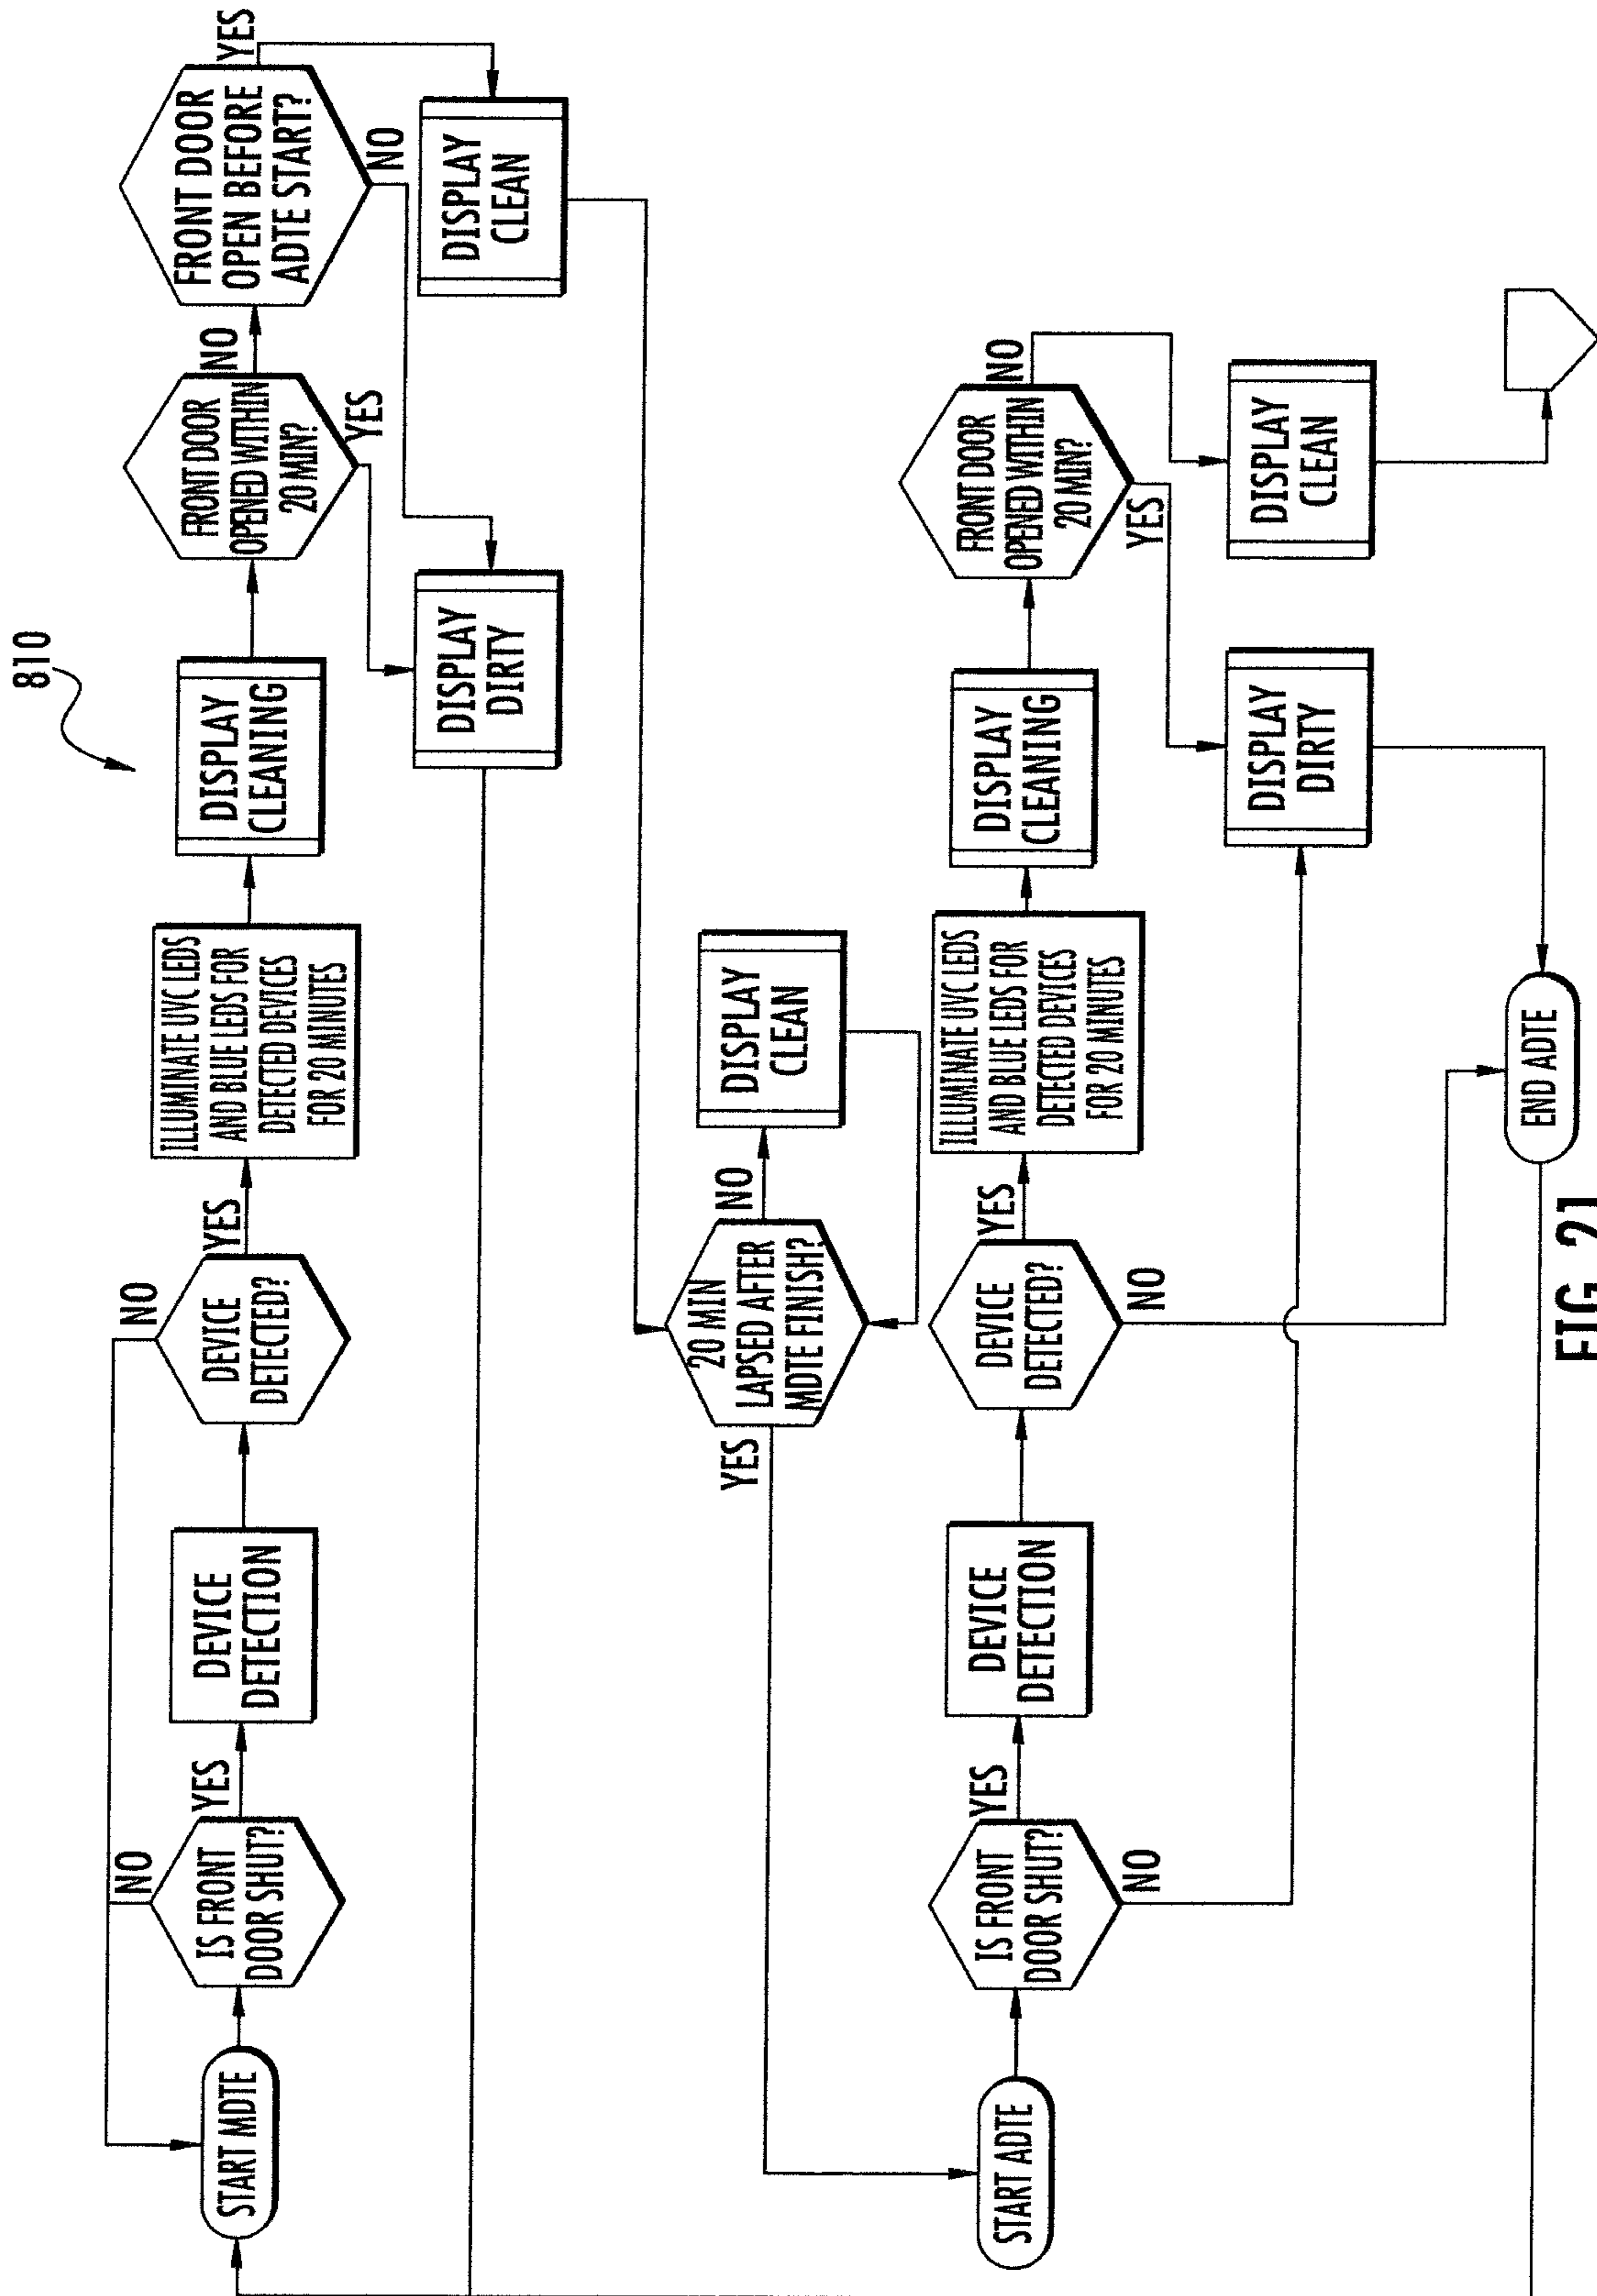 810
START MDTE
IS FRONT
DOOR SHUT?
NO
YES
DEVICE
DETECTION
DEVICE
DETECTED?
NO
YES
ILLUMINATE UVC LEDS
AND BLUE LEDS FOR
DETECTED DEVICES
FOR 20 MINUTES
DISPLAY
CLEANING
FRONT DOOR
OPENED WITHIN
20 MIN?
NO
YES
FRONT DOOR
OPEN BEFORE
ADTE START?
YES
NO
DISPLAY
DIRTY
DISPLAY
CLEAN
20 MIN
LAPSED AFTER
MDTE FINISH?
YES
NO
DISPLAY
CLEAN
START ADTE
IS FRONT
DOOR SHUT?
YES
NO
DEVICE
DETECTION
DEVICE
DETECTED?
YES
NO
ILLUMINATE UVC LEDS
AND BLUE LEDS FOR
DETECTED DEVICES
FOR 20 MINUTES
DISPLAY
CLEANING
FRONT DOOR
OPENED WITHIN
20 MIN?
NO
YES
DISPLAY
DIRTY
DISPLAY
CLEAN
END ADTE
FIG. 21